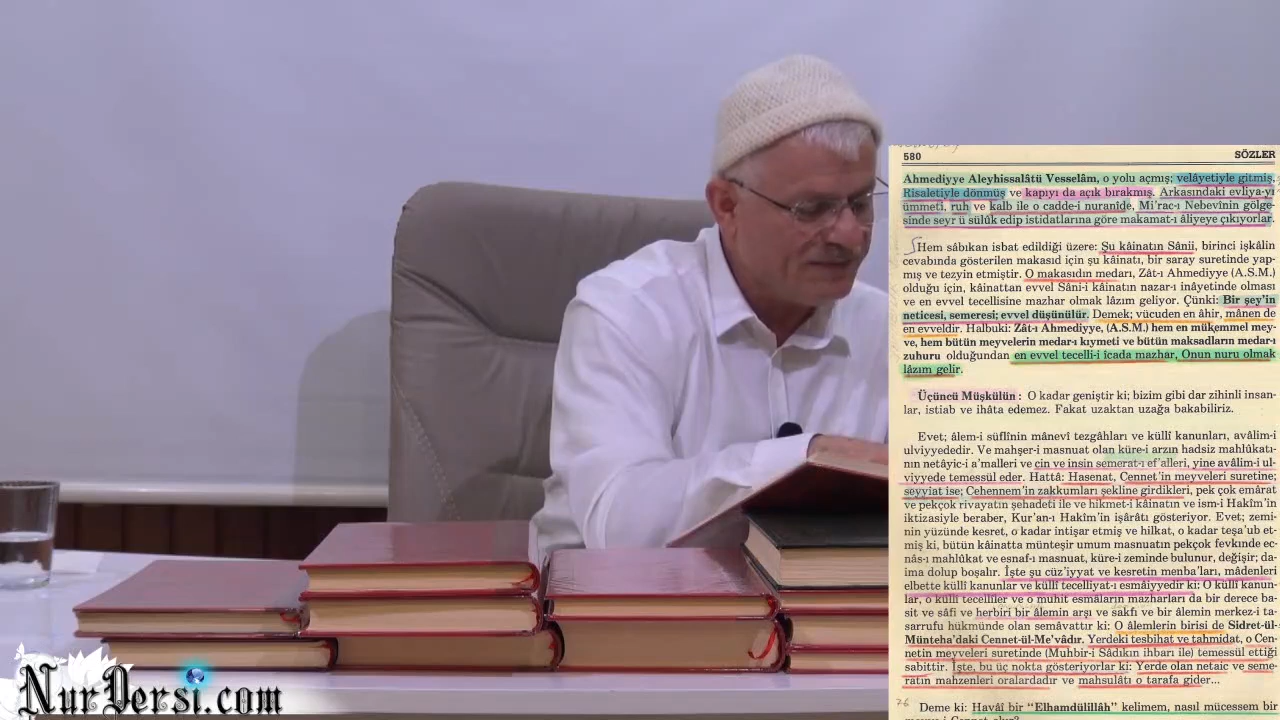 580 SÖZLER
Ahmediyye Aleyhissalâtü Vesselâm, o yolu açmış; velâyetiyle gitmiş,
Risaletiyle dönmüş ve kapıyı da açık bırakmış. Arkasındaki evliya-yı
ümmeti, ruh ve kalb ile o cadde-i nuranîde, Mi'rac-ı Nebevînin gölge-
sinde seyr ü sülûk edip istidatlarına göre makamat-ı âliyeye çıkıyorlar.
Hem sâbıkan isbat edildiği üzere: Şu kâinatın Sânii, birinci işkâlin
cevabında gösterilen makasıd için şu kâinatı, bir saray suretinde yap-
mış ve tezyin etmiştir. O makasıdın medarı, Zât-ı Ahmediyye (A.S.M.)
olduğu için, kâinattan evvel Sâni-i kâinatın nazar-ı inâyetinde olması
ve en evvel tecellisine mazhar olmak lâzım geliyor. Çünki: Bir şey'in
neticesi, semeresi; evvel düşünülür. Demek; vücuden en âhir, mânen de
en evveldir. Halbuki: Zât-ı Ahmediyye, (A.S.M.) hem en mükemmel mey-
ve, hem bütün meyvelerin medar-ı kıymeti ve bütün maksadların medar-ı
zuhuru olduğundan en evvel tecelli-i îcada mazhar, Onun nuru olmak
lâzım gelir.
Üçüncü Müşkülün : O kadar geniştir ki; bizim gibi dar zihinli insan-
lar, istiab ve ihâta edemez. Fakat uzaktan uzağa bakabiliriz.
Evet; âlem-i süflînin mânevi tezgâhları ve küllî kanunları, avâlim-i
ulviyyededir. Ve mahşer-i masnuat olan küre-i arzın hadsiz mahlûkatı-
nın netâyic-i a'malleri ve çin ve insin semerat-ı ef'alleri, yine avâlim-i ul-
viyyede temessül eder. Hattâ: Hasenat, Cennet'in meyveleri suretine;
seyyiat ise; Cehennem'in zakkumları şekline girdikleri, pek çok emârat
ve pekçok rivayatın şehadeti ile ve hikmet-i kâinatın ve ism-i Hakîm'in
iktizasiyle beraber, Kur'an-ı Hakîm'in işârâtı gösteriyor. Evet; zemi-
nin yüzünde kesret, o kadar intişar etmiş ve hilkat, o kadar teşa'ub et-
miş ki, bütün kâinatta münteşir umum masnuatın pekçok fevkınde ec-
nâs-ı mahlûkat ve esnaf-ı masnuat, küre-i zeminde bulunur, değişir; da-
ima dolup boşalır. İşte şu cüz'iyyat ve kesretin menba'ları, mâdenleri
elbette küllî kanunlar ve küllî tecelliyat-ı esmâiyyedir ki: O küllî kanun-
lar, o küllî tecellîler ve o muhit esmâların mazharları da bir derece ba-
sit ve sâfi ve herbiri bir âlemin arşı ve sakfı ve bir âlemin merkez-i ta-
sarrufu hükmünde olan semâvattır ki: O âlemlerin birisi de Sidret-ül-
Münteha'daki Cennet-ül-Me'vâdır. Yerdeki tesbihat ve tahmidat, o Cen-
netin meyveleri suretinde (Muhbir-i Sâdıkın ihbarı ile) temessül ettiği
sabittir. İşte, bu üç nokta gösteriyorlar ki: Yerde olan netaic ve seme-
ratın mahzenleri oralardadır ve mahsulâtı o tarafa gider...
76
Deme ki: Havâî bir "Elhamdülillâh" kelimem, nasıl mücessem bir
NurDersi.com